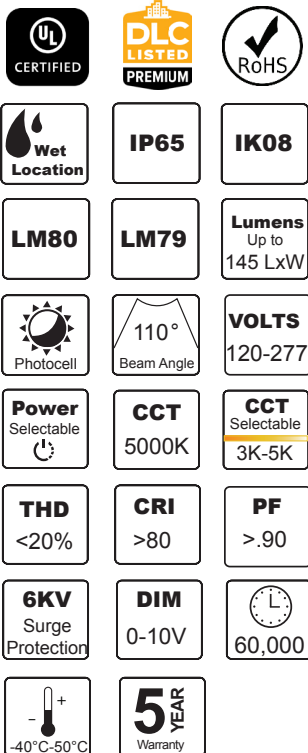 UL
CERTIFIED
DLC
LISTED
PREMIUM
RoHS
Wet
Location
IP65
IK08
LM80
LM79
Lumens
Up to
145 LxW
Photocell
110°
Beam Angle
VOLTS
120-277
Power
Selectable
CCT
5000K
CCT
Selectable
3K-5K
THD
<20%
CRI
>80
PF
>.90
6KV
Surge
Protection
DIM
0-10V
60,000
+
-
-40°C-50°C
5 YEAR
Warranty